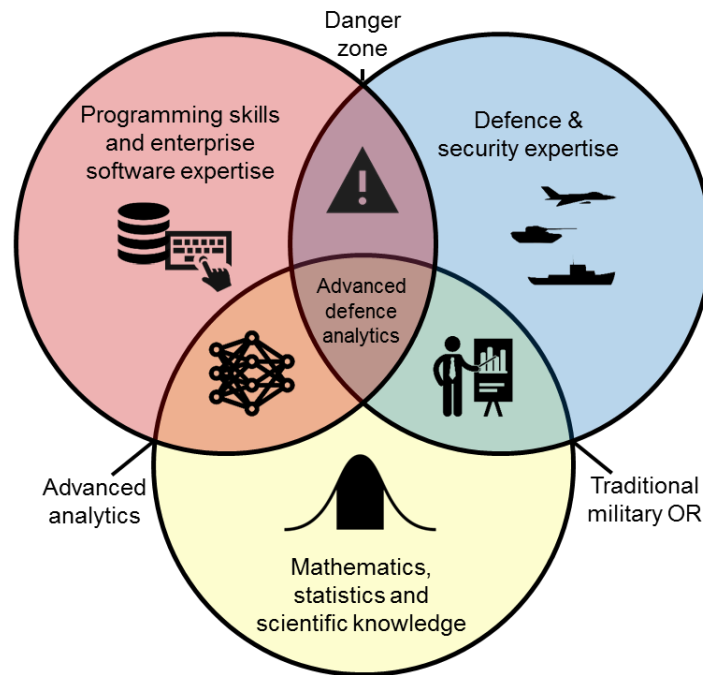 Danger
zone
Programming skills
and enterprise
software expertise
Defence &
security expertise
Advanced
defence
analytics
Advanced
analytics
Traditional
military OR
Mathematics,
statistics and
scientific knowledge